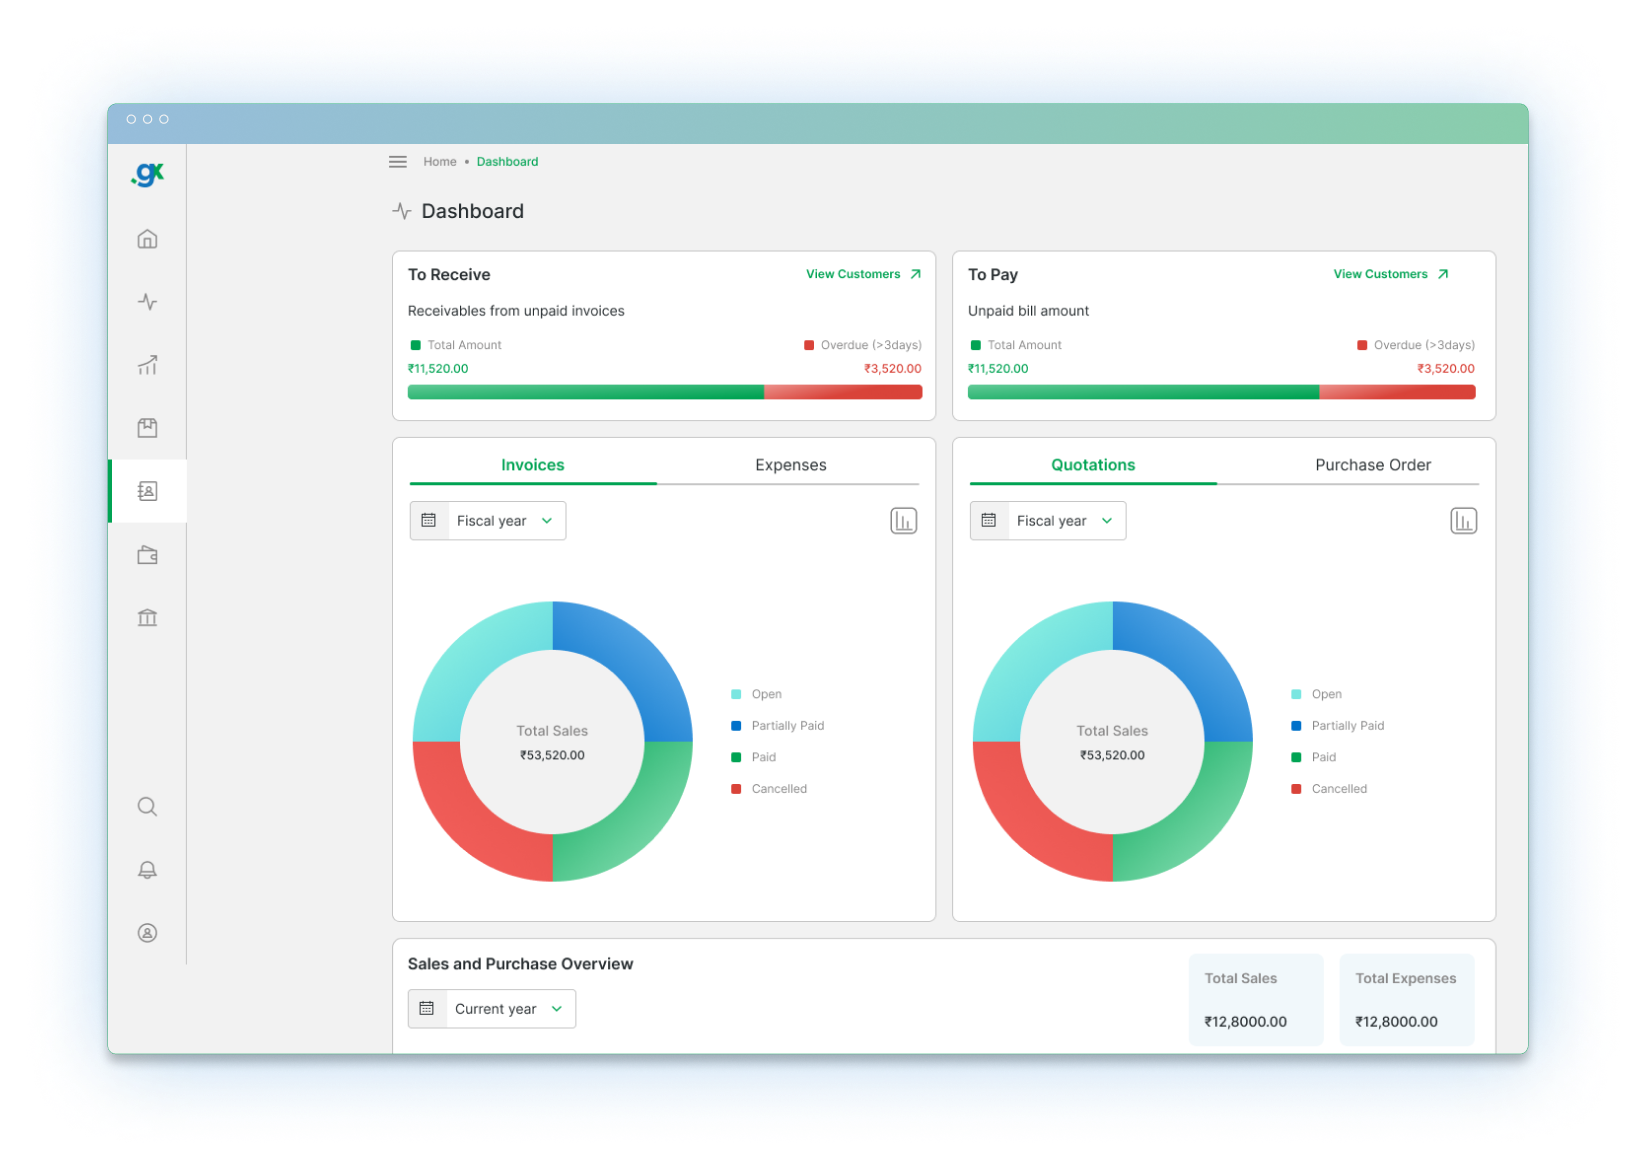 .gx
Home • Dashboard
Dashboard
To Receive
View Customers
Receivables from unpaid invoices
Total Amount
Overdue (>3days)
₹11,520.00
₹3,520.00
To Pay
View Customers
Unpaid bill amount
Total Amount
Overdue (>3days)
₹11,520.00
₹3,520.00
Invoices
Expenses
Fiscal year
Total Sales
₹53,520.00
Open
Partially Paid
Paid
Cancelled
Quotations
Purchase Order
Fiscal year
Total Sales
₹53,520.00
Open
Partially Paid
Paid
Cancelled
Sales and Purchase Overview
Current year
Total Sales
₹12,8000.00
Total Expenses
₹12,8000.00